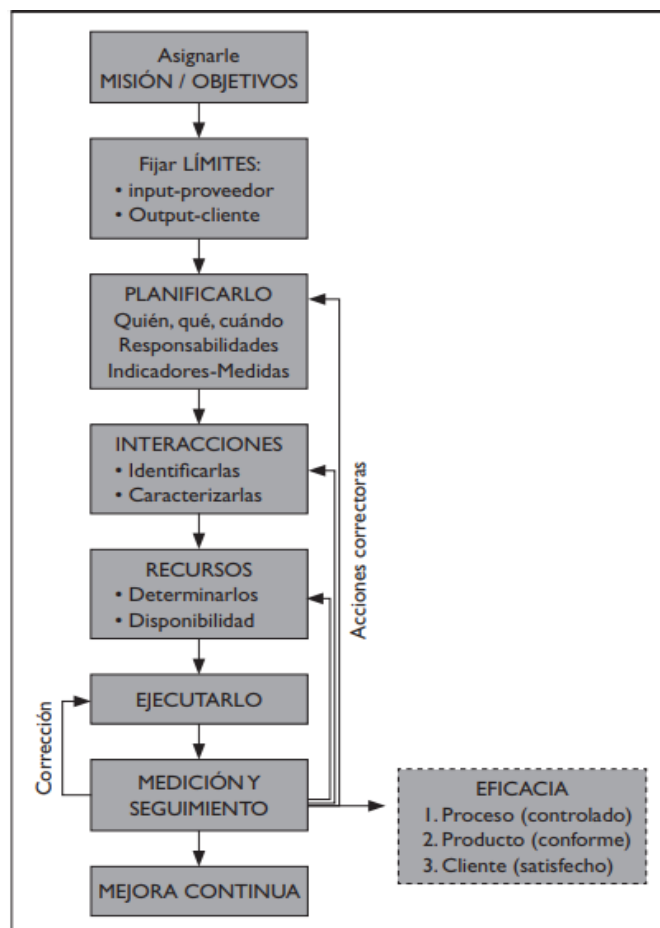 Asignarle
MISIÓN / OBJETIVOS
Fijar LÍMITES:
• input-proveedor
• Output-cliente
PLANIFICARLO
Quién, qué, cuándo
Responsabilidades
Indicadores-Medidas
INTERACCIONES
• Identificarlas
• Caracterizarlas
RECURSOS
• Determinarlos
• Disponibilidad
EJECUTARLO
MEDICIÓN Y
SEGUIMIENTO
MEJORA CONTINUA
Corrección
Acciones correctoras
EFICACIA
1. Proceso (controlado)
2. Producto (conforme)
3. Cliente (satisfecho)